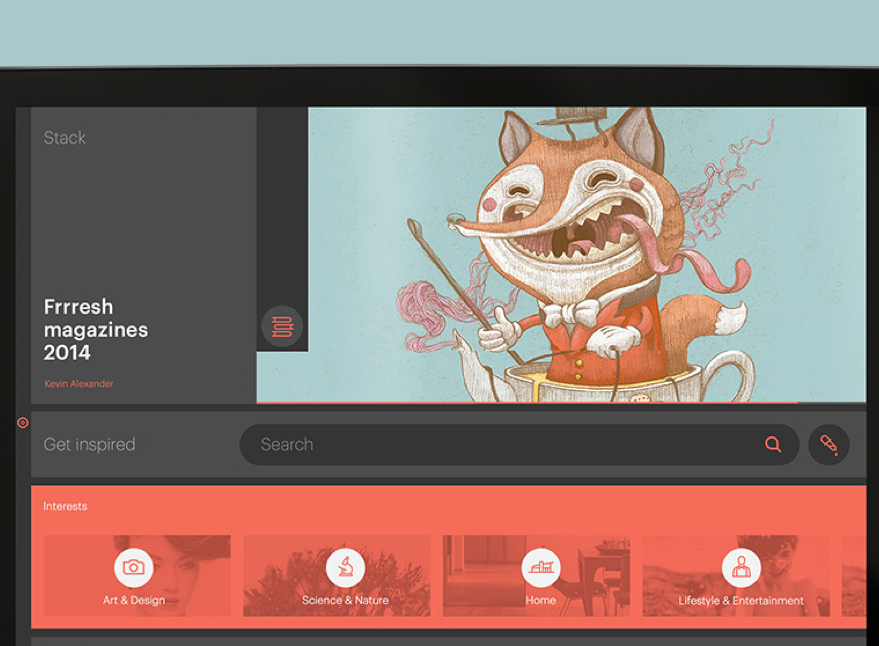 Stack
Frrresh
magazines
2014
Kevin Alexander
Get inspired
Search
Interests
Art & Design
Science & Nature
Home
Lifestyle & Entertainment